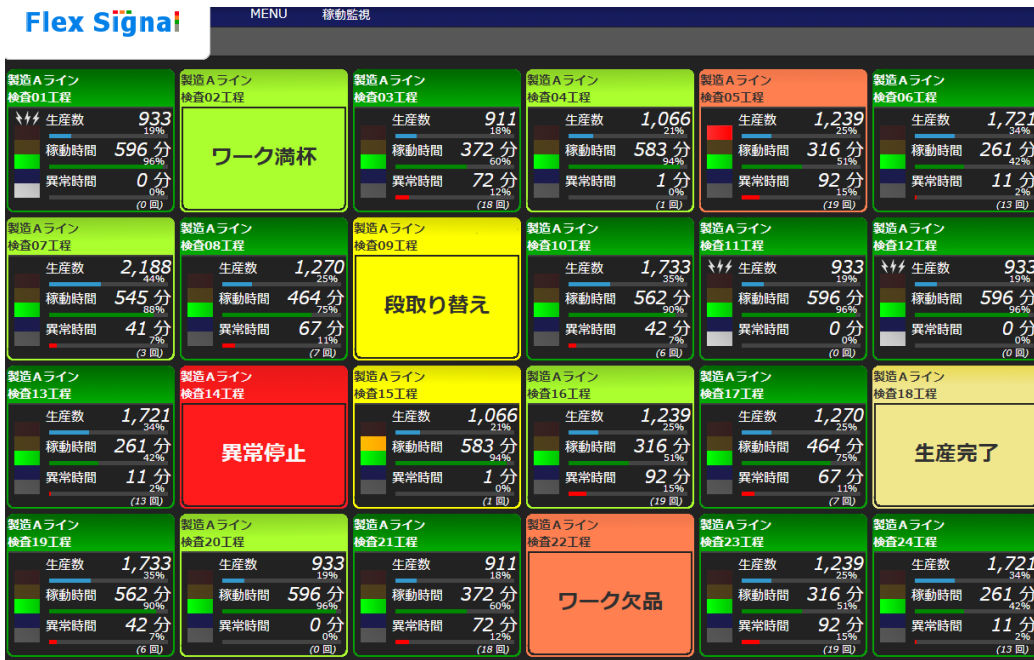 Flex Signal
MENU 稼動監視
製造Aライン
検査01工程
生産数 933
19%
稼動時間 596 分
96%
異常時間 0 分
0%
(0 回)
製造Aライン
検査02工程
ワーク満杯
製造Aライン
検査03工程
生産数 911
18%
稼動時間 372 分
60%
異常時間 72 分
12%
(18 回)
製造Aライン
検査04工程
生産数 1,066
21%
稼動時間 583 分
94%
異常時間 1 分
0%
(1 回)
製造Aライン
検査05工程
生産数 1,239
25%
稼動時間 316 分
51%
異常時間 92 分
15%
(19 回)
製造Aライン
検査06工程
生産数 1,721
34%
稼動時間 261 分
42%
異常時間 11 分
2%
(13 回)
製造Aライン
検査07工程
生産数 2,188
44%
稼動時間 545 分
88%
異常時間 41 分
7%
(3 回)
製造Aライン
検査08工程
生産数 1,270
25%
稼動時間 464 分
75%
異常時間 67 分
11%
(7 回)
製造Aライン
検査09工程
段取り替え
製造Aライン
検査10工程
生産数 1,733
35%
稼動時間 562 分
90%
異常時間 42 分
7%
(6 回)
製造Aライン
検査11工程
生産数 933
19%
稼動時間 596 分
96%
異常時間 0 分
0%
(0 回)
製造Aライン
検査12工程
生産数 933
19%
稼動時間 596 分
96%
異常時間 0 分
0%
(0 回)
製造Aライン
検査13工程
生産数 1,721
34%
稼動時間 261 分
42%
異常時間 11 分
2%
(13 回)
製造Aライン
検査14工程
異常停止
製造Aライン
検査15工程
生産数 1,066
21%
稼動時間 583 分
94%
異常時間 1 分
0%
(1 回)
製造Aライン
検査16工程
生産数 1,239
25%
稼動時間 316 分
51%
異常時間 92 分
15%
(19 回)
製造Aライン
検査17工程
生産数 1,270
25%
稼動時間 464 分
75%
異常時間 67 分
11%
(7 回)
製造Aライン
検査18工程
生産完了
製造Aライン
検査19工程
生産数 1,733
35%
稼動時間 562 分
90%
異常時間 42 分
7%
(6 回)
製造Aライン
検査20工程
生産数 933
19%
稼動時間 596 分
96%
異常時間 0 分
0%
(0 回)
製造Aライン
検査21工程
生産数 911
18%
稼動時間 372 分
60%
異常時間 72 分
12%
(18 回)
製造Aライン
検査22工程
ワーク欠品
製造Aライン
検査23工程
生産数 1,239
25%
稼動時間 316 分
51%
異常時間 92 分
15%
(19 回)
製造Aライン
検査24工程
生産数 1,721
34%
稼動時間 261 分
42%
異常時間 11 分
2%
(13 回)